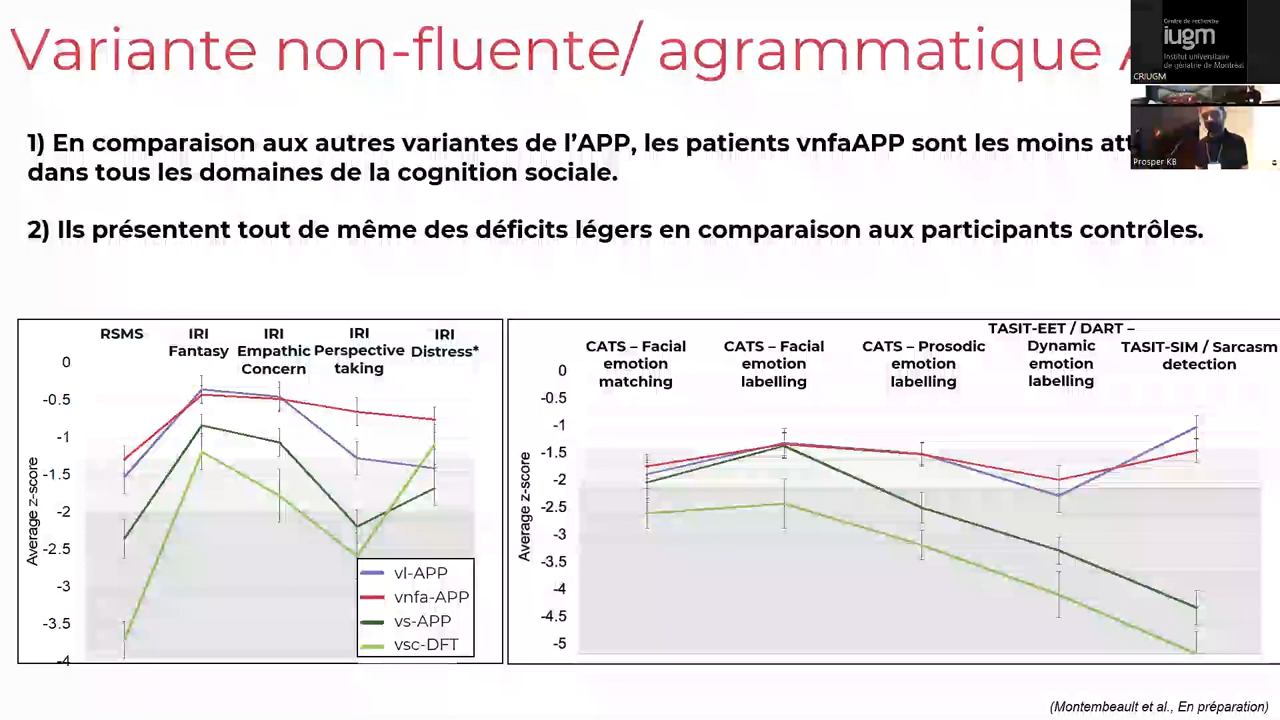 Variante non-fluente/ agrammatique
Centre de recherche
iugm
Institut universitaire
de gériatrie de Montréal
CRIUGM
Prosper KB
1) En comparaison aux autres variantes de l’APP, les patients vnfaAPP sont les moins
dans tous les domaines de la cognition sociale.
2) Ils présentent tout de même des déficits légers en comparaison aux participants contrôles.
RSMS
IRI
Fantasy
IRI
Empathic
Concern
IRI
Perspective
taking
IRI
Distress*
Average z-score
0
-0.5
-1
-1.5
-2
-2.5
-3
-3.5
-4
vl-APP
vnfa-APP
vs-APP
vsc-DFT
CATS – Facial
emotion
matching
CATS – Facial
emotion
labelling
CATS – Prosodic
emotion
labelling
TASIT-EET / DART –
Dynamic
emotion
labelling
TASIT-SIM / Sarcasm
detection
Average z-score
0
-0.5
-1
-1.5
-2
-2.5
-3
-3.5
-4
-4.5
-5
(Montembeault et al., En préparation)